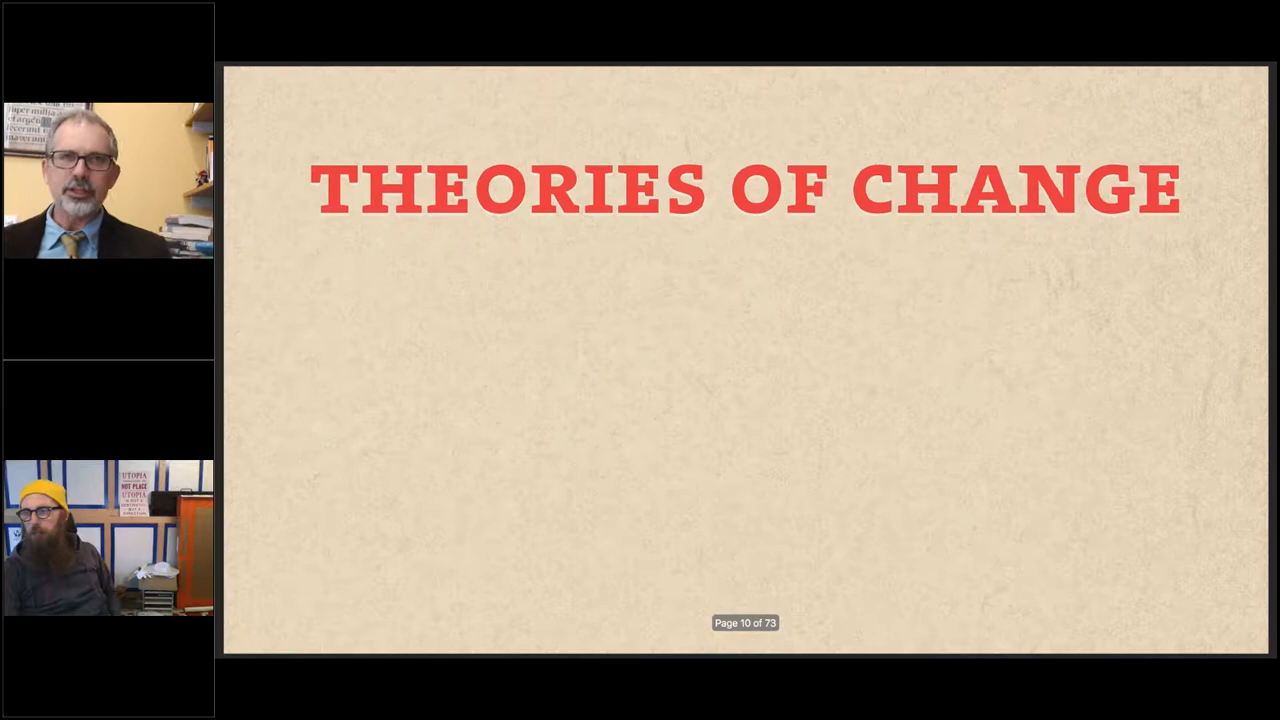 THEORIES OF CHANGE
Page 10 of 73
UTOPIA
NOT PLACE
UTOPIA